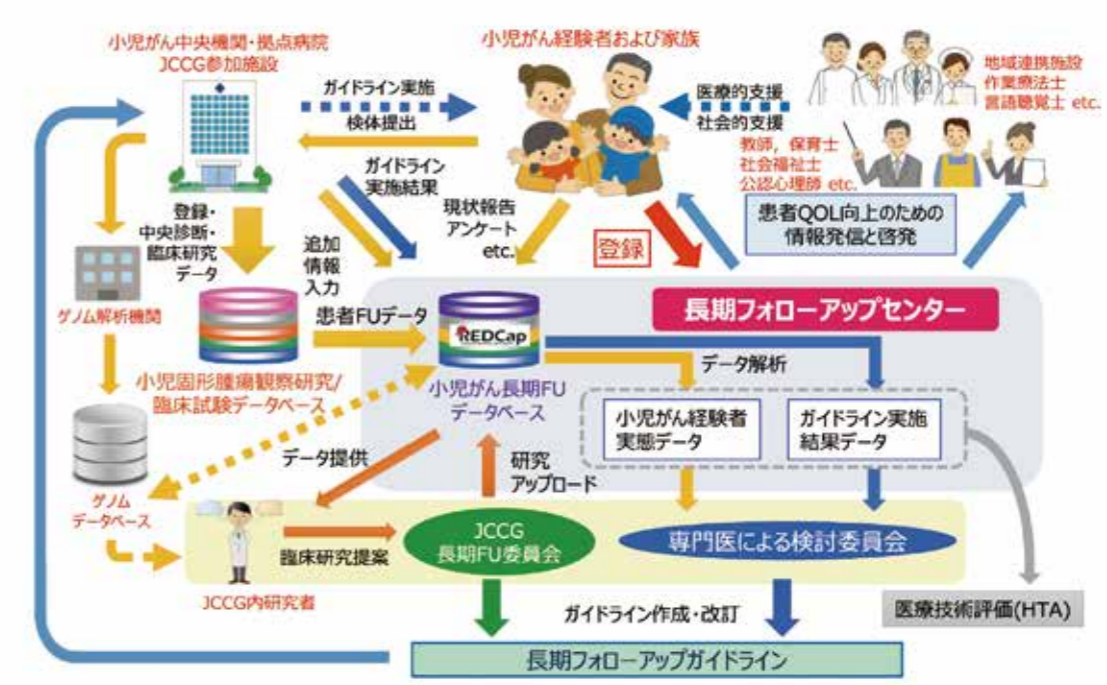 小児がん中央機関・拠点病院
JCCG参加施設
小児がん経験者および家族
地域連携施設
作業療法士
言語聴覚士 etc.
ガイドライン実施
検体提出
医療的支援
社会的支援
教師，保育士
社会福祉士
公認心理師 etc.
ガイドライン
実施結果
現状報告
アンケート
etc.
登録
患者QOL向上のための
情報発信と啓発
登録・
中央診断・
臨床研究
データ
追加
情報
入力
ゲノム解析機関
患者FUデータ
REDCap
長期フォローアップセンター
データ解析
小児固形腫瘍観察研究/
臨床試験データベース
小児がん長期FU
データベース
小児がん経験者
実態データ
ガイドライン実施
結果データ
データ提供
研究
アップロード
ゲノム
データベース
臨床研究提案
JCCG
長期FU委員会
専門医による検討委員会
JCCG内研究者
ガイドライン作成・改訂
医療技術評価(HTA)
長期フォローアップガイドライン